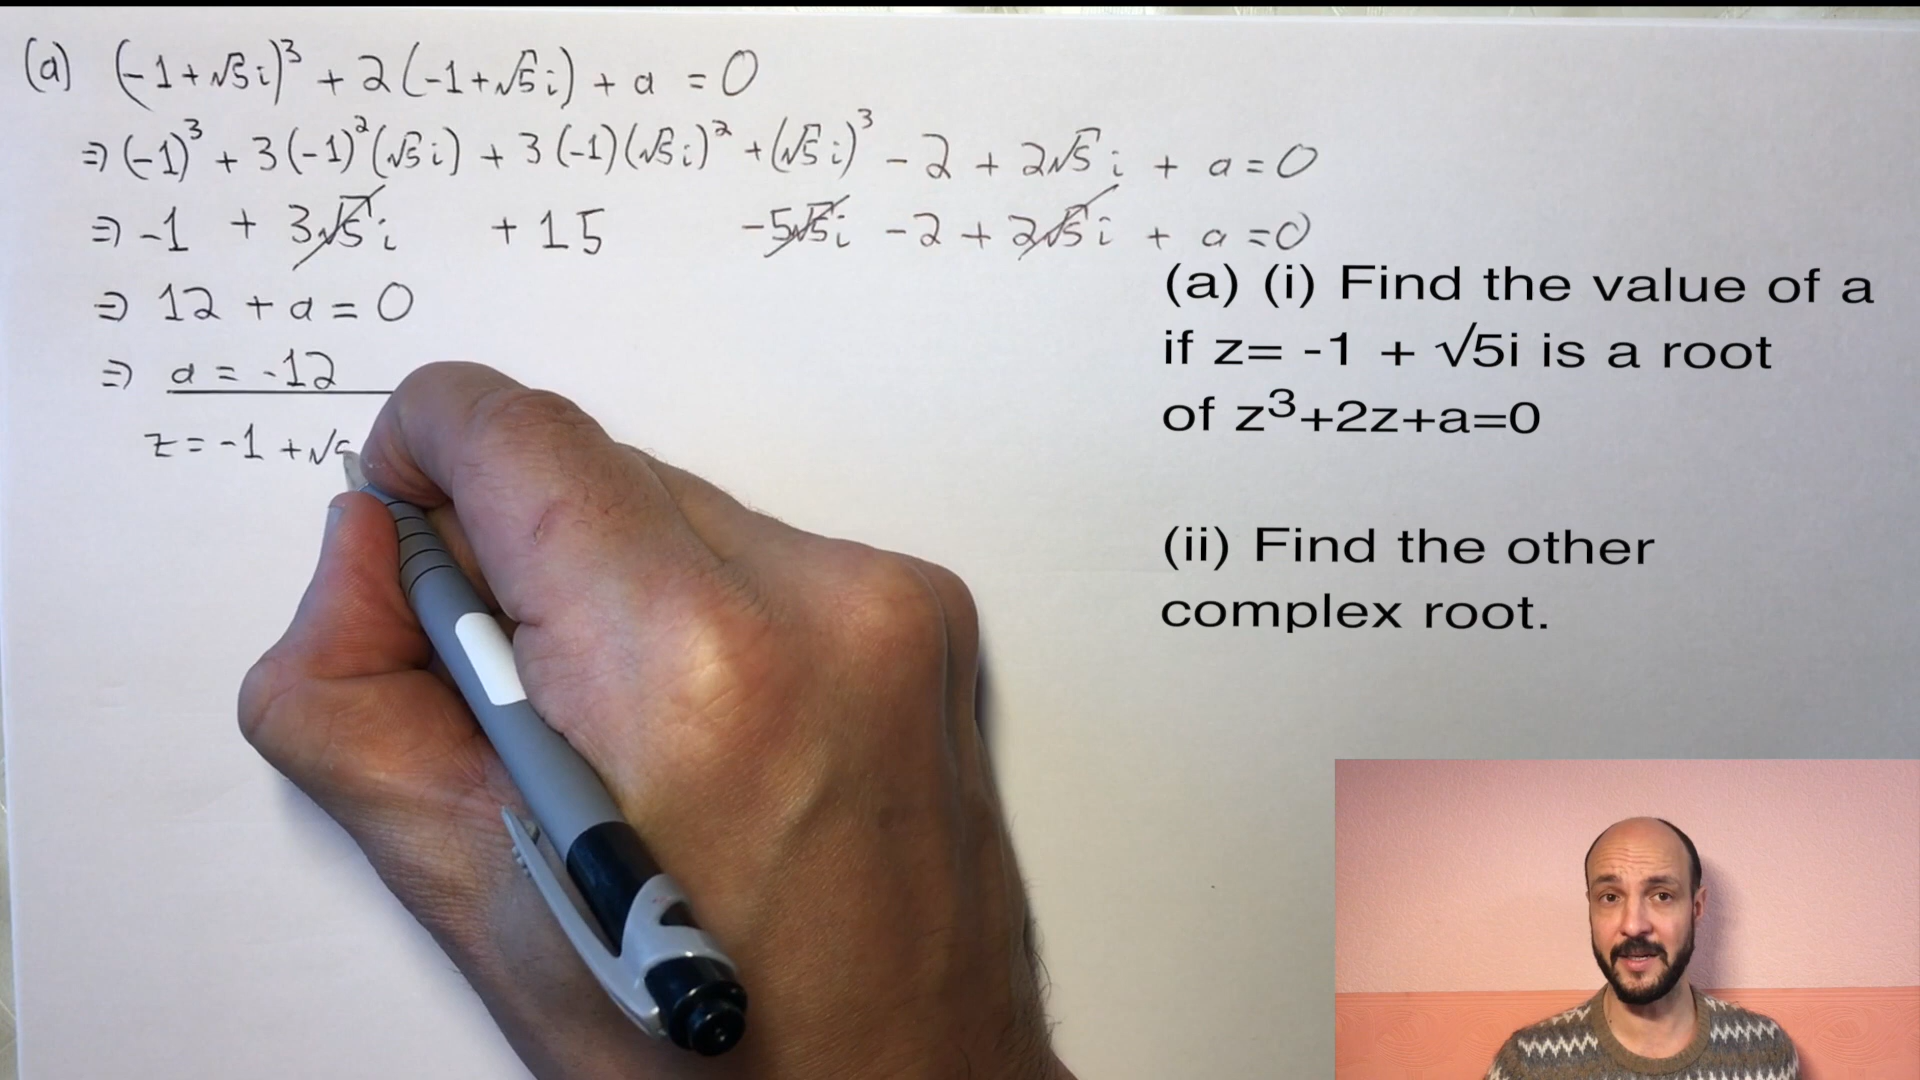 (a) (-1+√5i)³ + 2(-1+√5i) + a = 0
⇒ (-1)³ + 3(-1)²(√5i) + 3(-1)(√5i)² + (√5i)³ - 2 + 2√5i + a = 0
⇒ -1 + 3√5i + 15 -5√5i - 2 + 2√5i + a = 0
⇒ 12 + a = 0
⇒ a = -12
z = -1 + √5
(a) (i) Find the value of a
if z= -1 + √5i is a root
of z³+2z+a=0
(ii) Find the other
complex root.